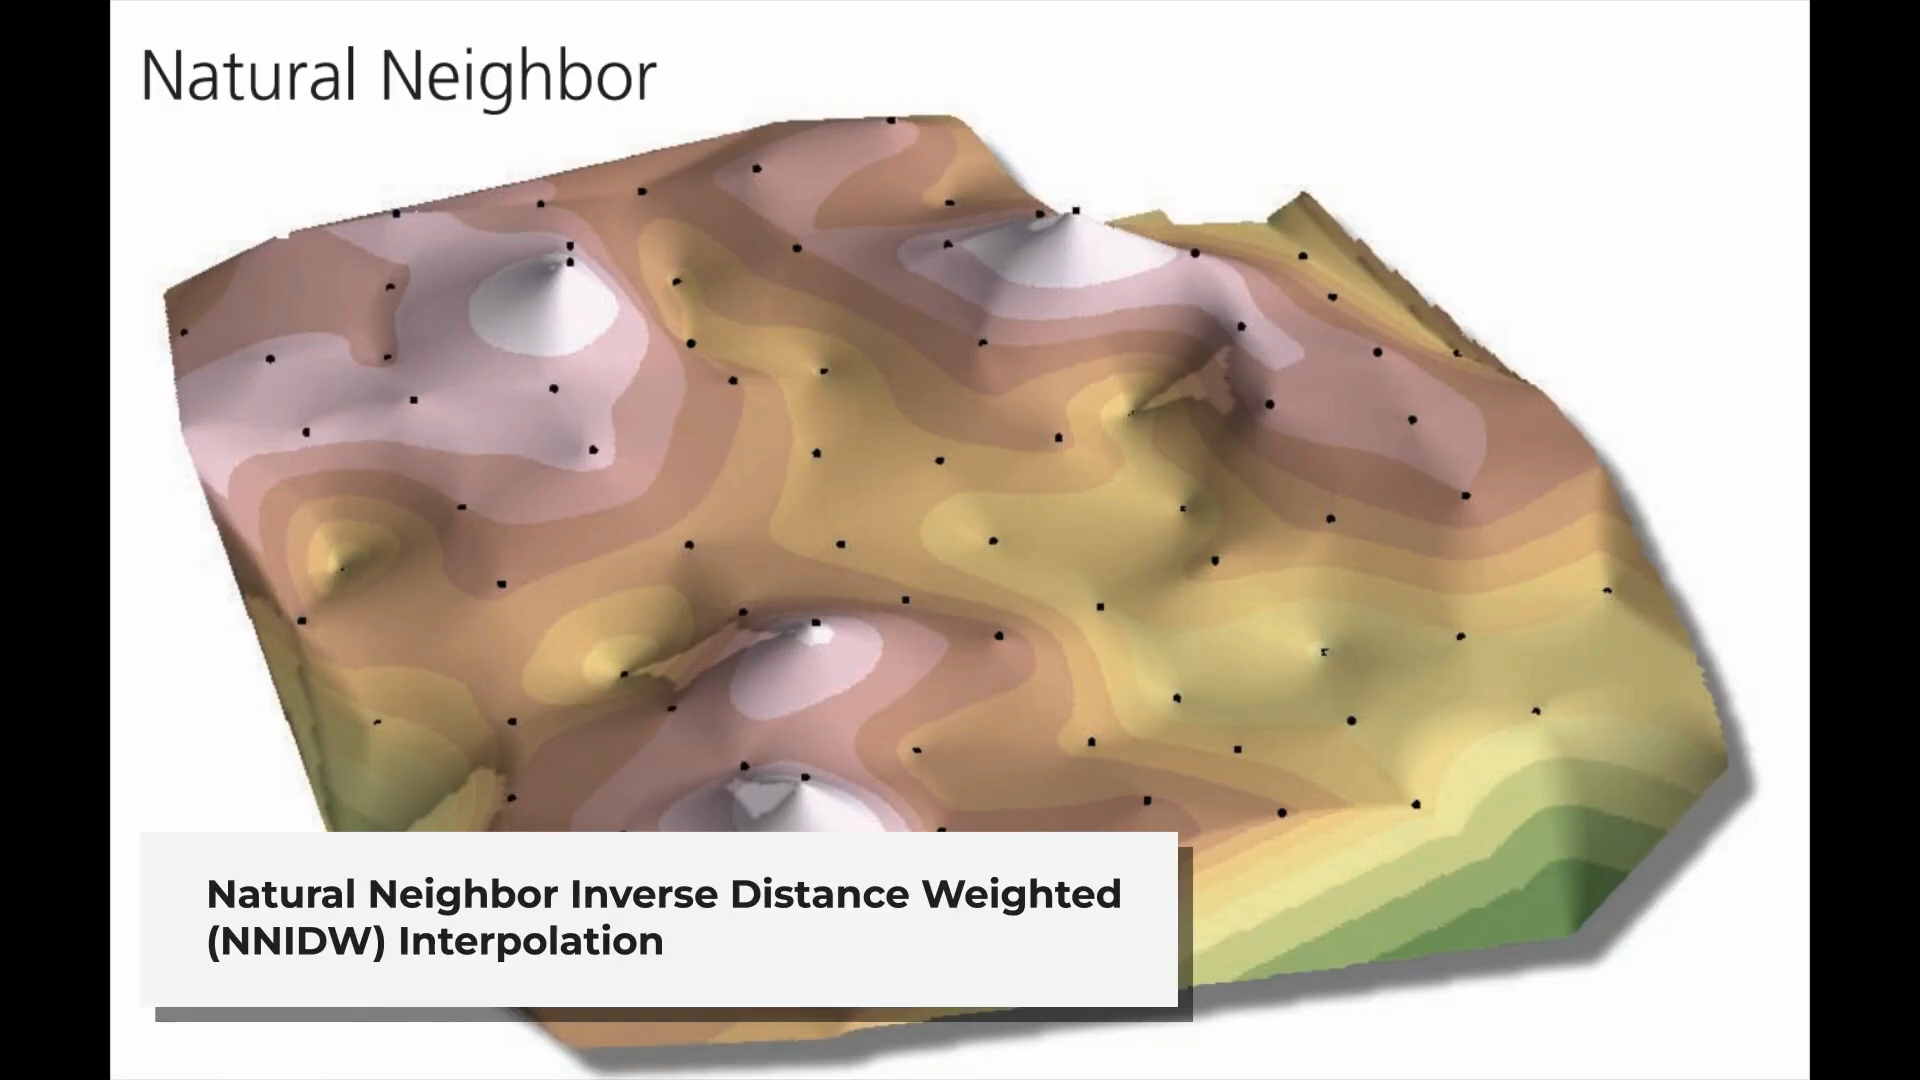 Natural Neighbor
Natural Neighbor Inverse Distance Weighted
(NNIDW) Interpolation